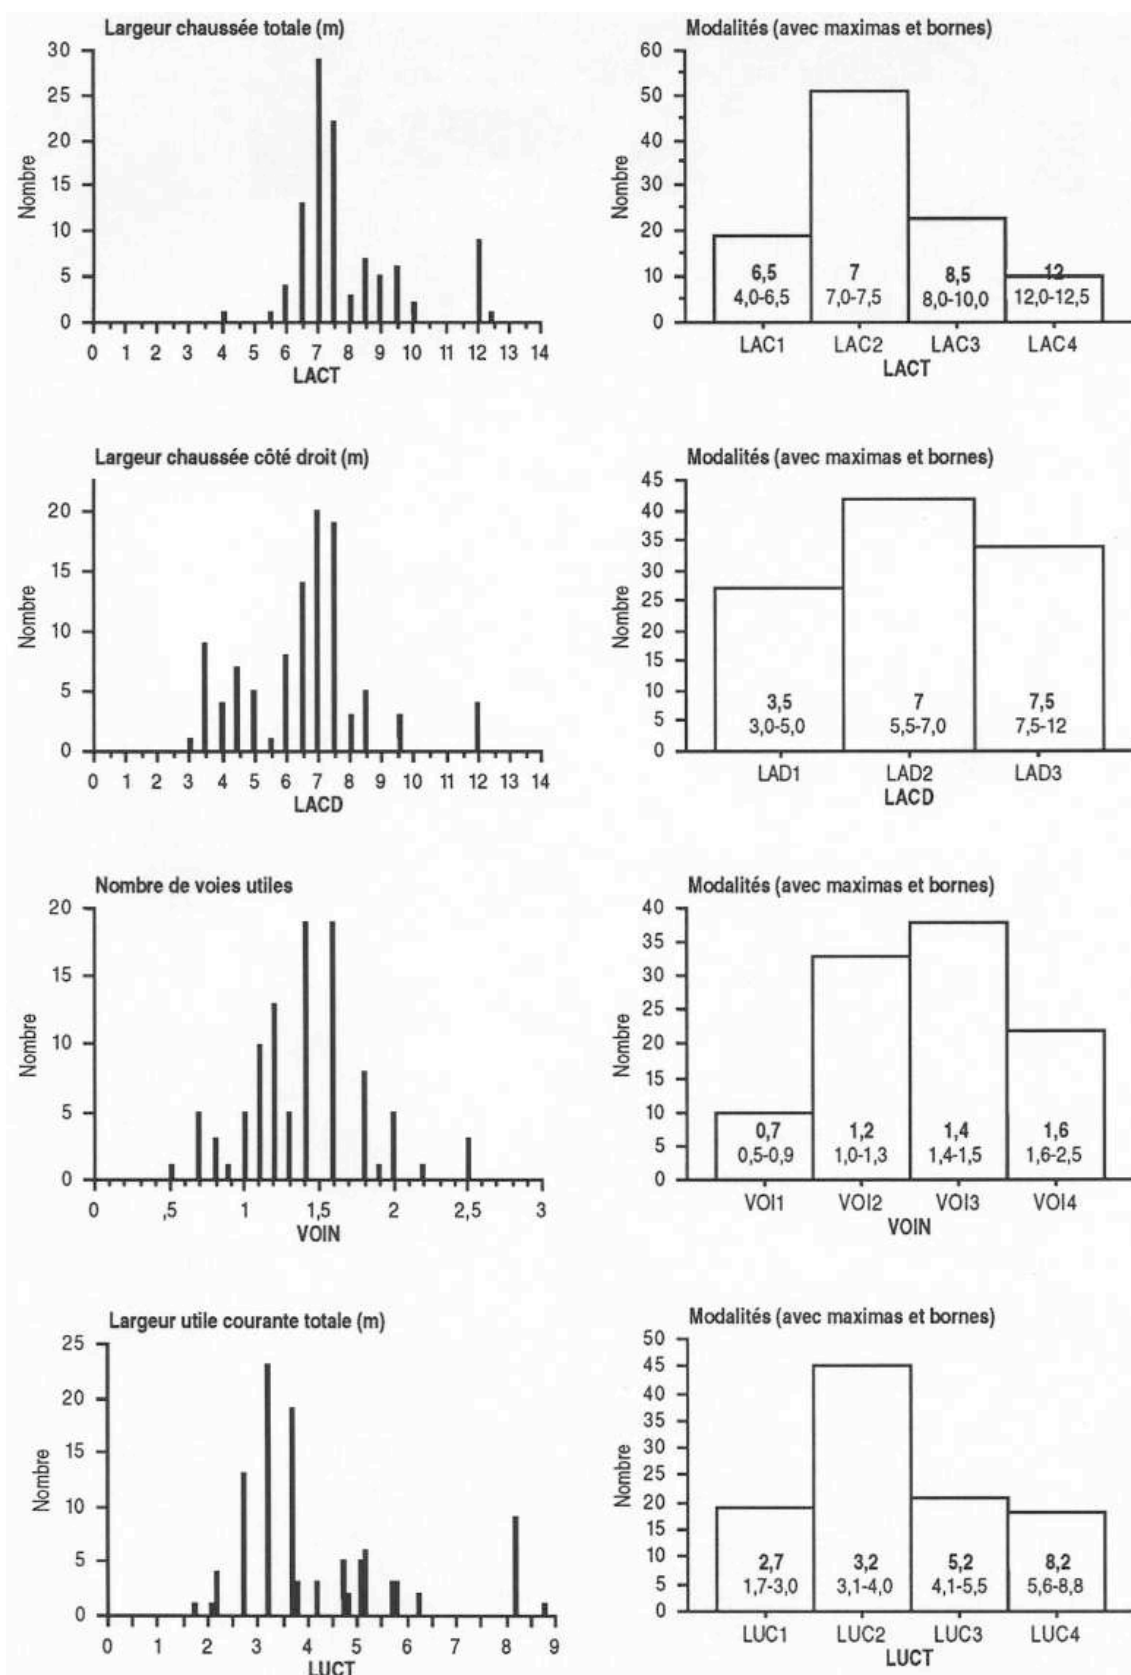 Largeur chaussée totale (m)
30
25
20
15
10
5
0
Nombre
0 1 2 3 4 5 6 7 8 9 10 11 12 13 14
LACT
Modalités (avec maximas et bornes)
60
50
40
30
20
10
0
Nombre
6,5 7 8,5 12
4,0-6,5 7,0-7,5 8,0-10,0 12,0-12,5
LAC1 LAC2 LAC3 LAC4
LACT
Largeur chaussée côté droit (m)
20
15
10
5
0
Nombre
0 1 2 3 4 5 6 7 8 9 10 11 12 13 14
LACD
Modalités (avec maximas et bornes)
45
40
35
30
25
20
15
10
5
0
Nombre
3,5 7 7,5
3,0-5,0 5,5-7,0 7,5-12
LAD1 LAD2 LAD3
LACD
Nombre de voies utiles
20
15
10
5
0
Nombre
0 ,5 1 1,5 2 2,5 3
VOIN
Modalités (avec maximas et bornes)
40
35
30
25
20
15
10
5
0
Nombre
0,7 1,2 1,4 1,6
0,5-0,9 1,0-1,3 1,4-1,5 1,6-2,5
VOI1 VOI2 VOI3 VOI4
VOIN
Largeur utile courante totale (m)
25
20
15
10
5
0
Nombre
0 1 2 3 4 5 6 7 8 9
LUCT
Modalités (avec maximas et bornes)
50
45
40
35
30
25
20
15
10
5
0
Nombre
2,7 3,2 5,2 8,2
1,7-3,0 3,1-4,0 4,1-5,5 5,6-8,8
LUC1 LUC2 LUC3 LUC4
LUCT